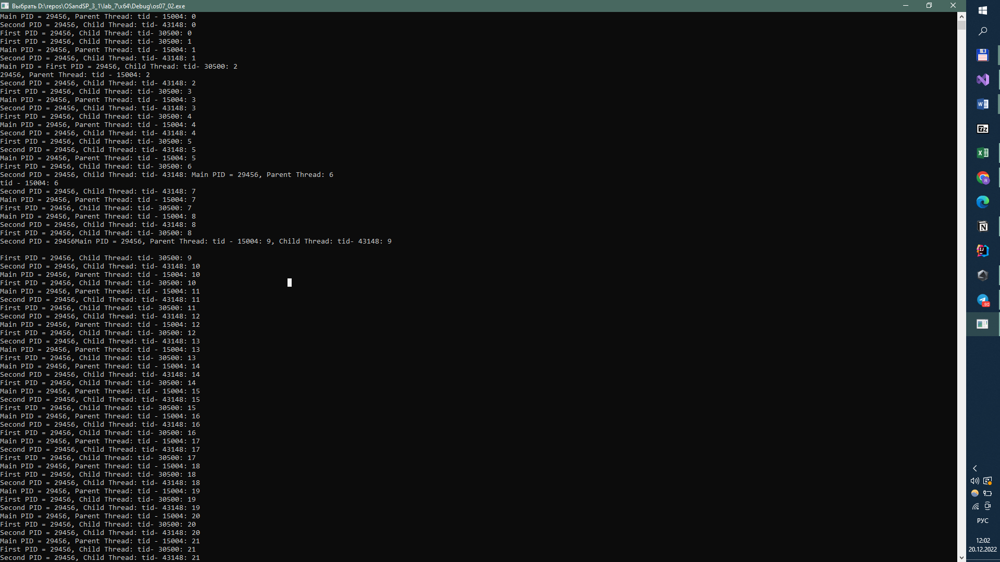 Выбрать D:\repos\OSandSP_3_1\lab_7\x64\Debug\os07_02.exe
Main PID = 29456, Parent Thread: tid - 15004: 0
Second PID = 29456, Child Thread: tid- 43148: 0
First PID = 29456, Child Thread: tid- 30500: 0
First PID = 29456, Child Thread: tid- 30500: 1
Main PID = 29456, Parent Thread: tid - 15004: 1
Second PID = 29456, Child Thread: tid- 43148: 1
Main PID = First PID = 29456, Child Thread: tid- 30500: 2
29456, Parent Thread: tid - 15004: 2
Second PID = 29456, Child Thread: tid- 43148: 2
First PID = 29456, Child Thread: tid- 30500: 3
Main PID = 29456, Parent Thread: tid - 15004: 3
Second PID = 29456, Child Thread: tid- 43148: 3
First PID = 29456, Child Thread: tid- 30500: 4
Main PID = 29456, Parent Thread: tid - 15004: 4
Second PID = 29456, Child Thread: tid- 43148: 4
First PID = 29456, Child Thread: tid- 30500: 5
Second PID = 29456, Child Thread: tid- 43148: 5
Main PID = 29456, Parent Thread: tid - 15004: 5
First PID = 29456, Child Thread: tid- 30500: 6
Second PID = 29456, Child Thread: tid- 43148: Main PID = 29456, Parent Thread: 6
tid - 15004: 6
Second PID = 29456, Child Thread: tid- 43148: 7
Main PID = 29456, Parent Thread: tid - 15004: 7
First PID = 29456, Child Thread: tid- 30500: 7
Main PID = 29456, Parent Thread: tid - 15004: 8
Second PID = 29456, Child Thread: tid- 43148: 8
First PID = 29456, Child Thread: tid- 30500: 8
Second PID = 29456Main PID = 29456, Parent Thread: tid - 15004: 9, Child Thread: tid- 43148: 9
First PID = 29456, Child Thread: tid- 30500: 9
Second PID = 29456, Child Thread: tid- 43148: 10
Main PID = 29456, Parent Thread: tid - 15004: 10
First PID = 29456, Child Thread: tid- 30500: 10
Main PID = 29456, Parent Thread: tid - 15004: 11
Second PID = 29456, Child Thread: tid- 43148: 11
First PID = 29456, Child Thread: tid- 30500: 11
Second PID = 29456, Child Thread: tid- 43148: 12
Main PID = 29456, Parent Thread: tid - 15004: 12
First PID = 29456, Child Thread: tid- 30500: 12
Second PID = 29456, Child Thread: tid- 43148: 13
Main PID = 29456, Parent Thread: tid - 15004: 13
First PID = 29456, Child Thread: tid- 30500: 13
Main PID = 29456, Parent Thread: tid - 15004: 14
Second PID = 29456, Child Thread: tid- 43148: 14
First PID = 29456, Child Thread: tid- 30500: 14
Main PID = 29456, Parent Thread: tid - 15004: 15
Second PID = 29456, Child Thread: tid- 43148: 15
First PID = 29456, Child Thread: tid- 30500: 15
Main PID = 29456, Parent Thread: tid - 15004: 16
Second PID = 29456, Child Thread: tid- 43148: 16
First PID = 29456, Child Thread: tid- 30500: 16
Main PID = 29456, Parent Thread: tid - 15004: 17
Second PID = 29456, Child Thread: tid- 43148: 17
First PID = 29456, Child Thread: tid- 30500: 17
Main PID = 29456, Parent Thread: tid - 15004: 18
First PID = 29456, Child Thread: tid- 30500: 18
Second PID = 29456, Child Thread: tid- 43148: 18
Main PID = 29456, Parent Thread: tid - 15004: 19
First PID = 29456, Child Thread: tid- 30500: 19
Second PID = 29456, Child Thread: tid- 43148: 19
Main PID = 29456, Parent Thread: tid - 15004: 20
First PID = 29456, Child Thread: tid- 30500: 20
Second PID = 29456, Child Thread: tid- 43148: 20
Main PID = 29456, Parent Thread: tid - 15004: 21
First PID = 29456, Child Thread: tid- 30500: 21
Second PID = 29456, Child Thread: tid- 43148: 21
W
7z
X
R
N
IJ
90
РУС
12:02
20.12.2022